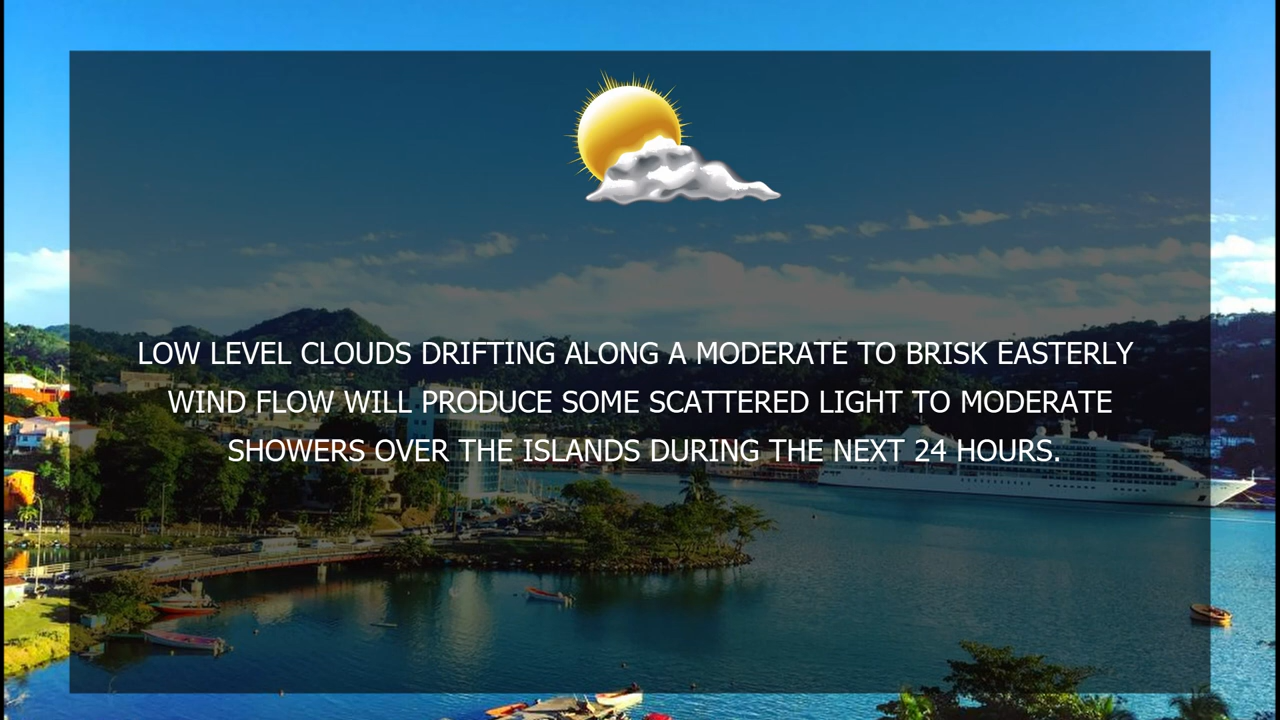 LOW LEVEL CLOUDS DRIFTING ALONG A MODERATE TO BRISK EASTERLY
WIND FLOW WILL PRODUCE SOME SCATTERED LIGHT TO MODERATE
SHOWERS OVER THE ISLANDS DURING THE NEXT 24 HOURS.